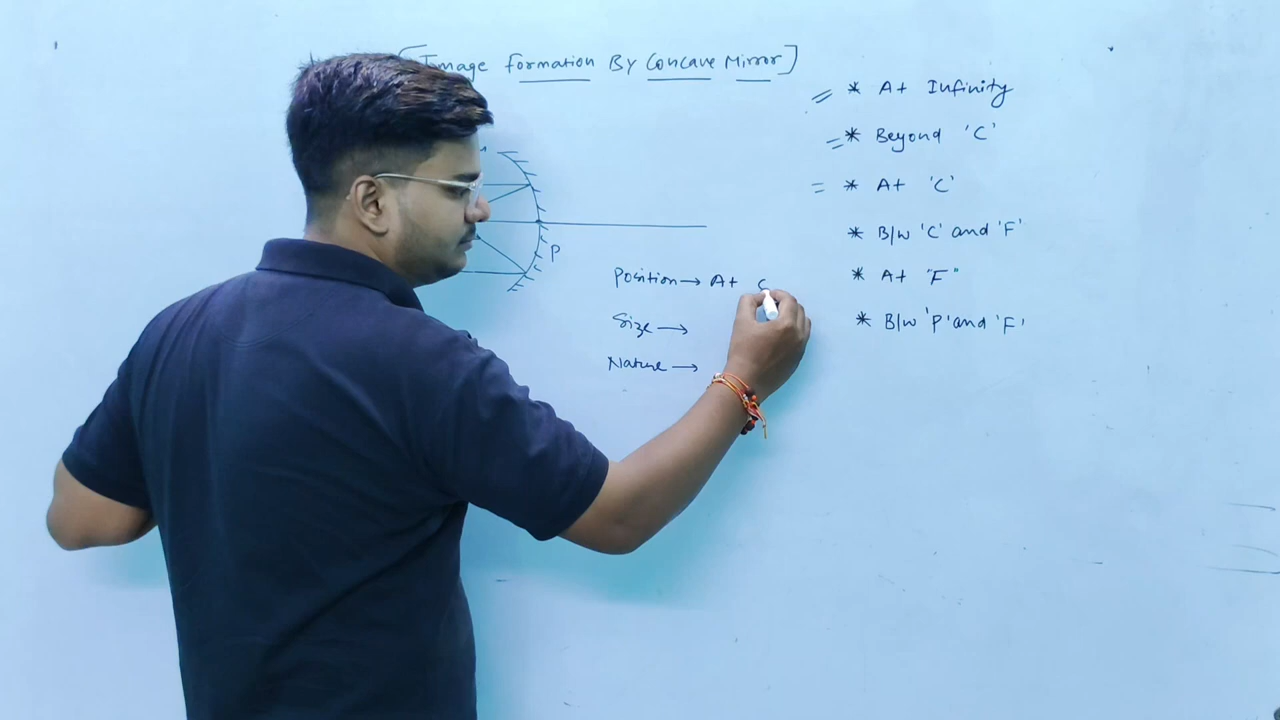 [Image Formation By Concave Mirror]
* At Infinity
* Beyond 'C'
* At 'C'
* B/w 'C' and 'F'
* At 'F'
* B/w 'P' and 'F'
P
Position → At C
Size →
Nature →